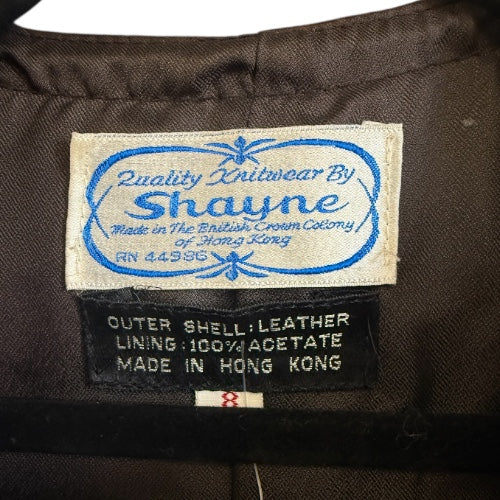 Quality Knitwear By
Shayne
Made in The British Crown Colony
of Hong Kong
RN 44986
OUTER SHELL: LEATHER
LINING: 100% ACETATE
MADE IN HONG KONG
8